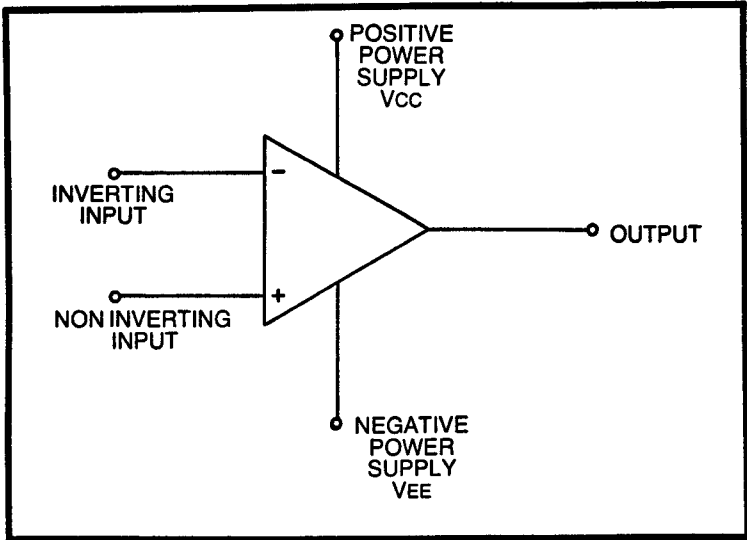 POSITIVE
POWER
SUPPLY
VCC
-
INVERTING
INPUT
OUTPUT
+
NON INVERTING
INPUT
NEGATIVE
POWER
SUPPLY
VEE